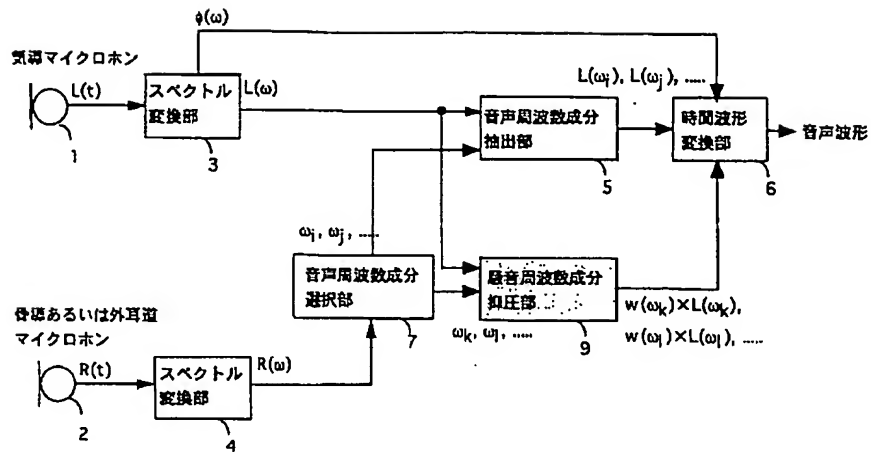 φ(ω)
気導マイクロホン
L(t)
1
スペクトル
変換部
3
L(ω)
音声周波数成分
抽出部
5
L(ωi), L(ωj), .....
時間波形
変換部
6
音声波形
ωi, ωj, .....
音声周波数成分
選択部
7
騒音周波数成分
抑圧部
9
ωk, ωl, .....
w(ωk)×L(ωk),
w(ωl)×L(ωl), .....
骨導あるいは外耳道
マイクロホン
R(t)
2
スペクトル
変換部
4
R(ω)